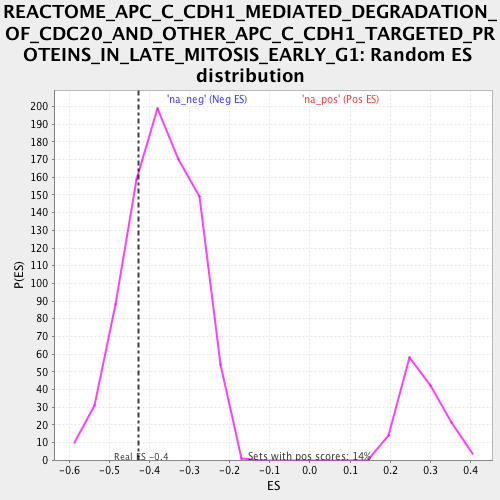 REACTOME_APC_C_CDH1_MEDIATED_DEGRADATION_
OF_CDC20_AND_OTHER_APC_C_CDH1_TARGETED_PR
OTEINS_IN_LATE_MITOSIS_EARLY_G1: Random ES
distribution
'na_neg' (Neg ES) 'na_pos' (Pos ES)
200
190
180
170
160
150
140
130
120
110
100
90
80
70
60
50
40
30
20
10
0
P(ES)
Real ES -0.4 Sets with pos scores: 14%
-0.6 -0.5 -0.4 -0.3 -0.2 -0.1 0.0 0.1 0.2 0.3 0.4
ES